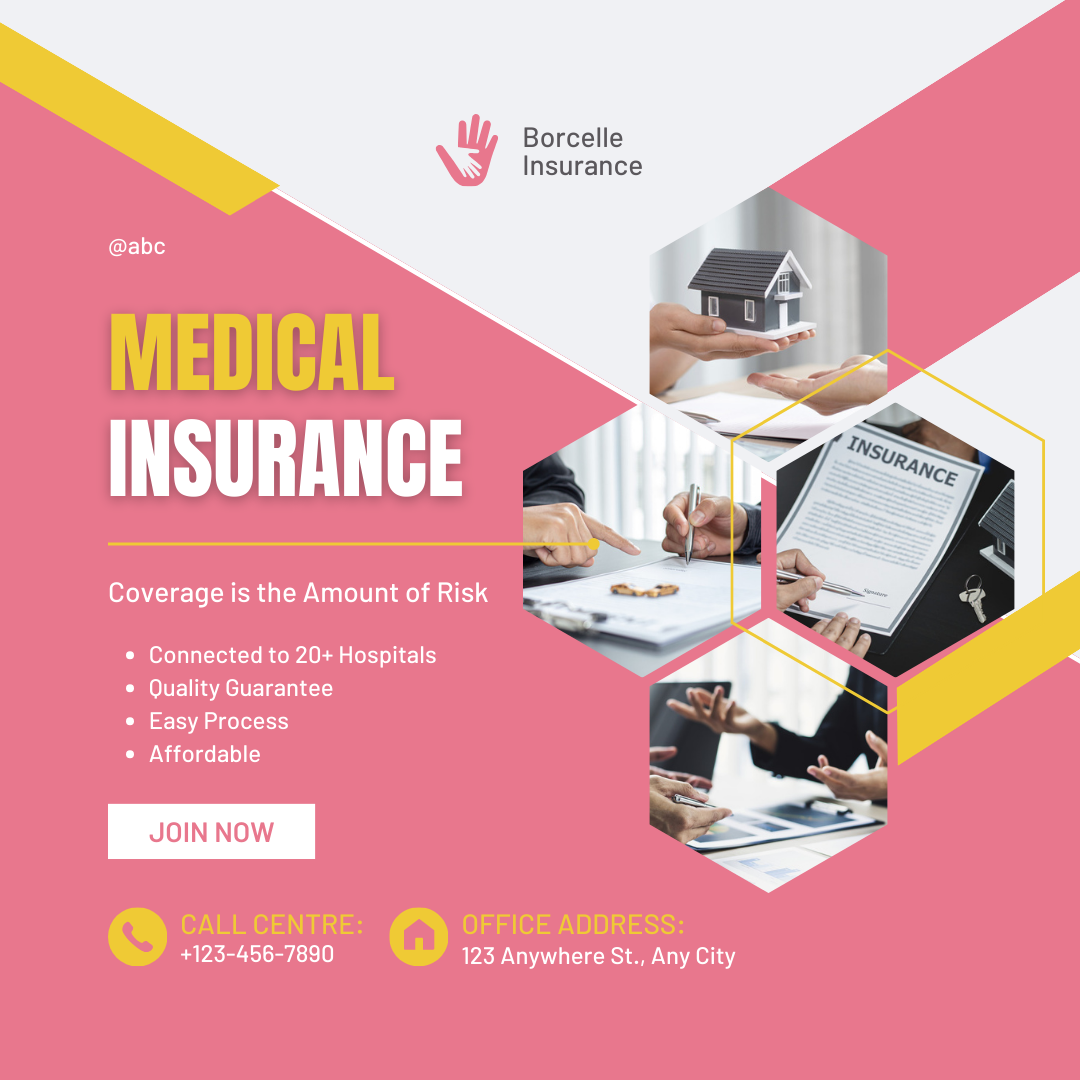 Borcelle
Insurance
@abc
MEDICAL
INSURANCE
Coverage is the Amount of Risk
• Connected to 20+ Hospitals
• Quality Guarantee
• Easy Process
• Affordable
JOIN NOW
CALL CENTRE:
+123-456-7890
OFFICE ADDRESS:
123 Anywhere St., Any City
INSURANCE
Signature